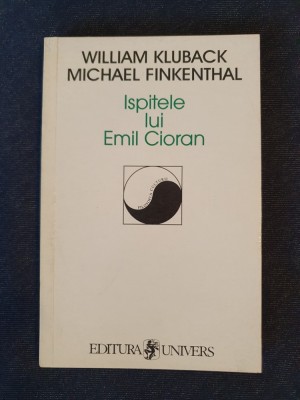 WILLIAM KLUBACK
MICHAEL FINKENTHAL
Ispitele
lui
Emil Cioran
EDITURA UNIVERS